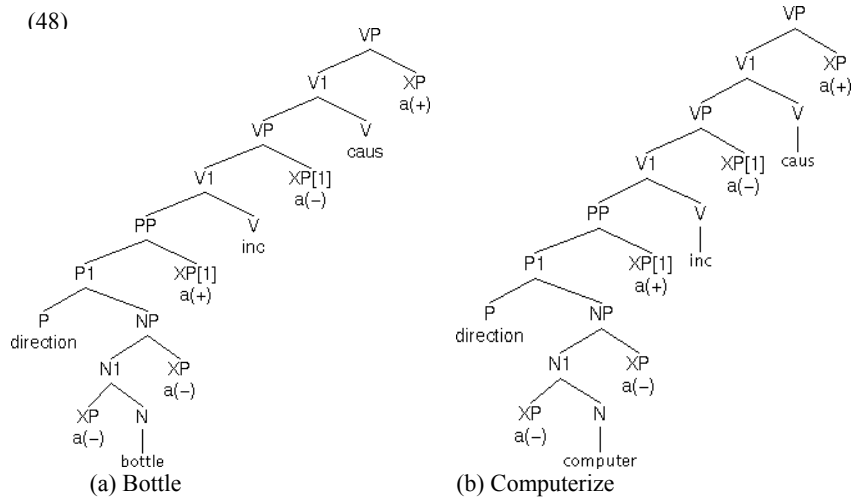 (48)
VP
V1 XP
a(+)
VP V
caus
V1 XP[1]
a(−)
PP V
inc
P1 XP[1]
a(+)
P NP
direction
N1 XP
a(−)
XP N
a(−)
bottle
(a) Bottle
VP
V1 XP
a(+)
VP V
caus
V1 XP[1]
a(−)
PP V
inc
P1 XP[1]
a(+)
P NP
direction
N1 XP
a(−)
XP N
a(−)
computer
(b) Computerize